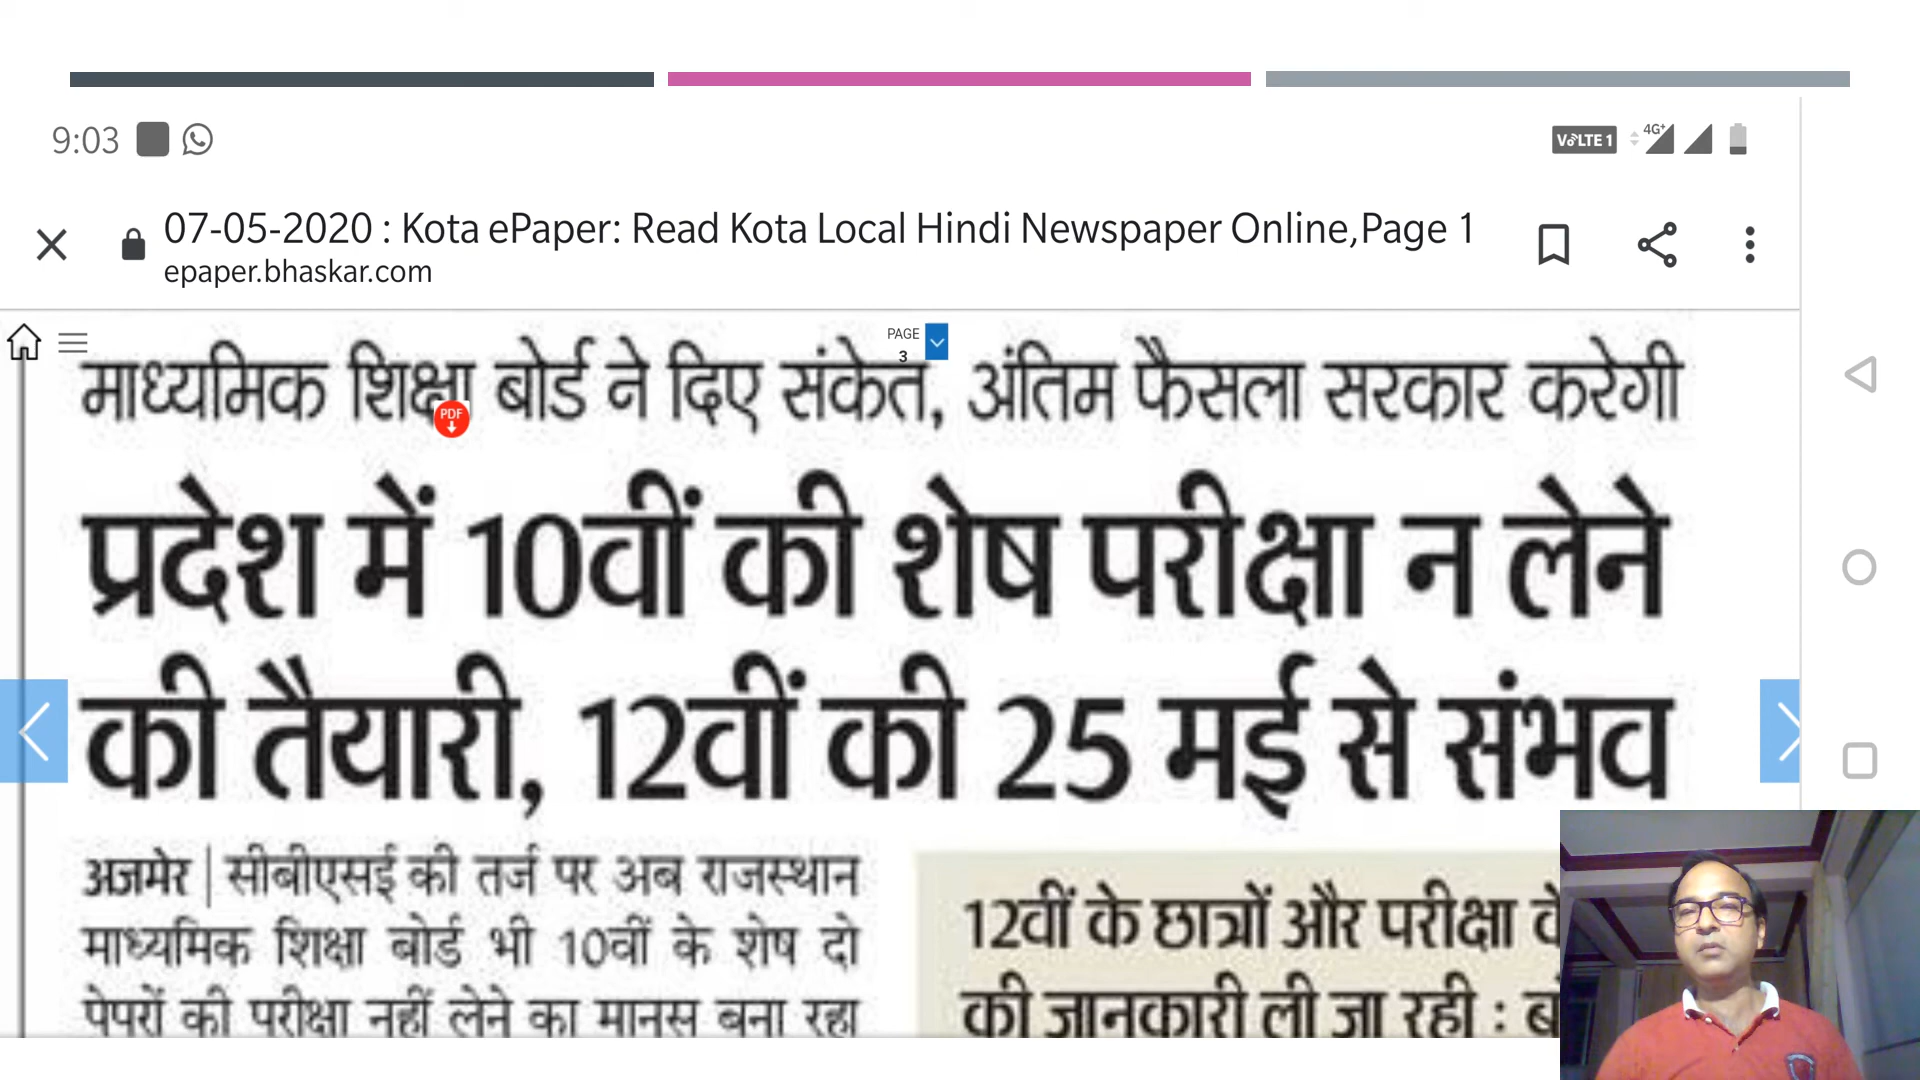 9:03
VoLTE 1
4G+
07-05-2020 : Kota ePaper: Read Kota Local Hindi Newspaper Online,Page 1
epaper.bhaskar.com
PAGE
3
माध्यमिक शिक्षा बोर्ड ने दिए संकेत, अंतिम फैसला सरकार करेगी
PDF
प्रदेश में 10वीं की शेष परीक्षा न लेने
की तैयारी, 12वीं की 25 मई से संभव
अजमेर | सीबीएसई की तर्ज पर अब राजस्थान
माध्यमिक शिक्षा बोर्ड भी 10वीं के शेष दो
पेपरों की परीक्षा नहीं लेने का मानस बना रहा
12वीं के छात्रों और परीक्षा
की जानकारी ली जा रही :